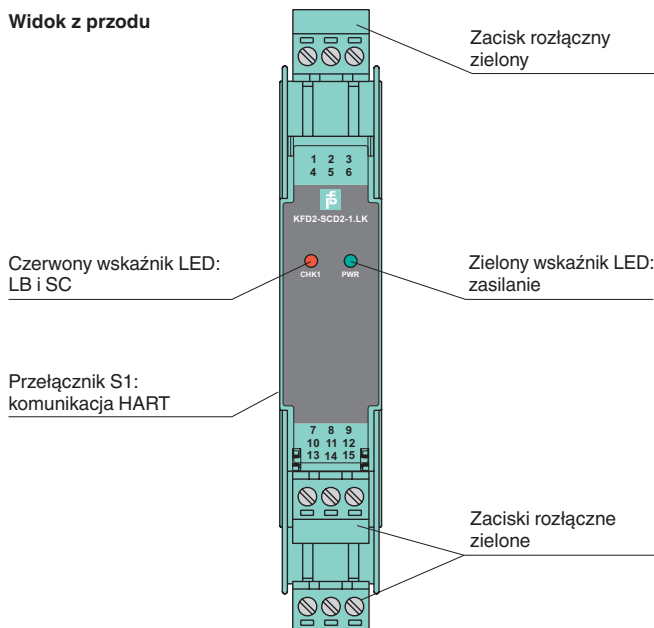 Widok z przodu
Zacisk rozłączny
zielony
1 2 3
4 5 6
KFD2-SCD2-1.LK
Czerwony wskaźnik LED:
LB i SC
CHK1 PWR
Zielony wskaźnik LED:
zasilanie
Przełącznik S1:
komunikacja HART
7 8 9
10 11 12
13 14 15
Zaciski rozłączne
zielone